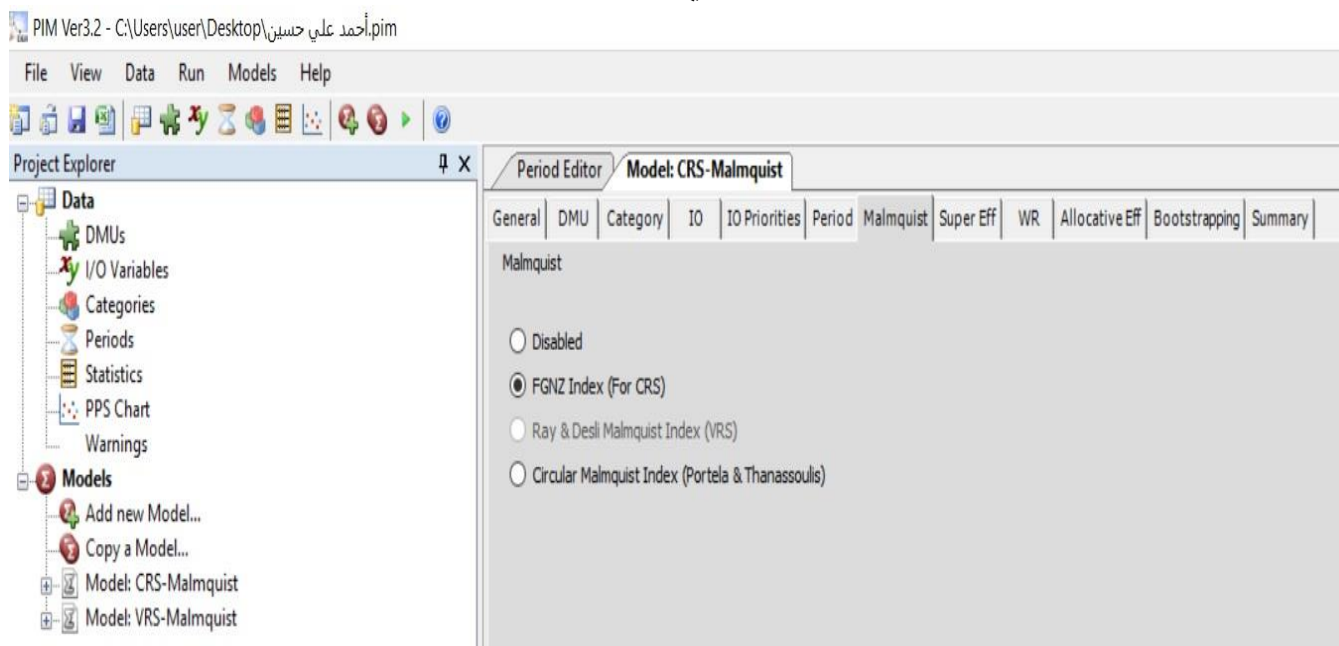 PIM Ver3.2 - C:\Users\user\Desktop\أحمد علي حسين.pim
File View Data Run Models Help
Project Explorer
Data
DMUs
I/O Variables
Categories
Periods
Statistics
PPS Chart
Warnings
Models
Add new Model...
Copy a Model...
Model: CRS-Malmquist
Model: VRS-Malmquist
Period Editor Model: CRS-Malmquist
General DMU Category IO IO Priorities Period Malmquist Super Eff WR Allocative Eff Bootstrapping Summary
Malmquist
Disabled
FGNZ Index (For CRS)
Ray & Desli Malmquist Index (VRS)
Circular Malmquist Index (Portela & Thanassoulis)